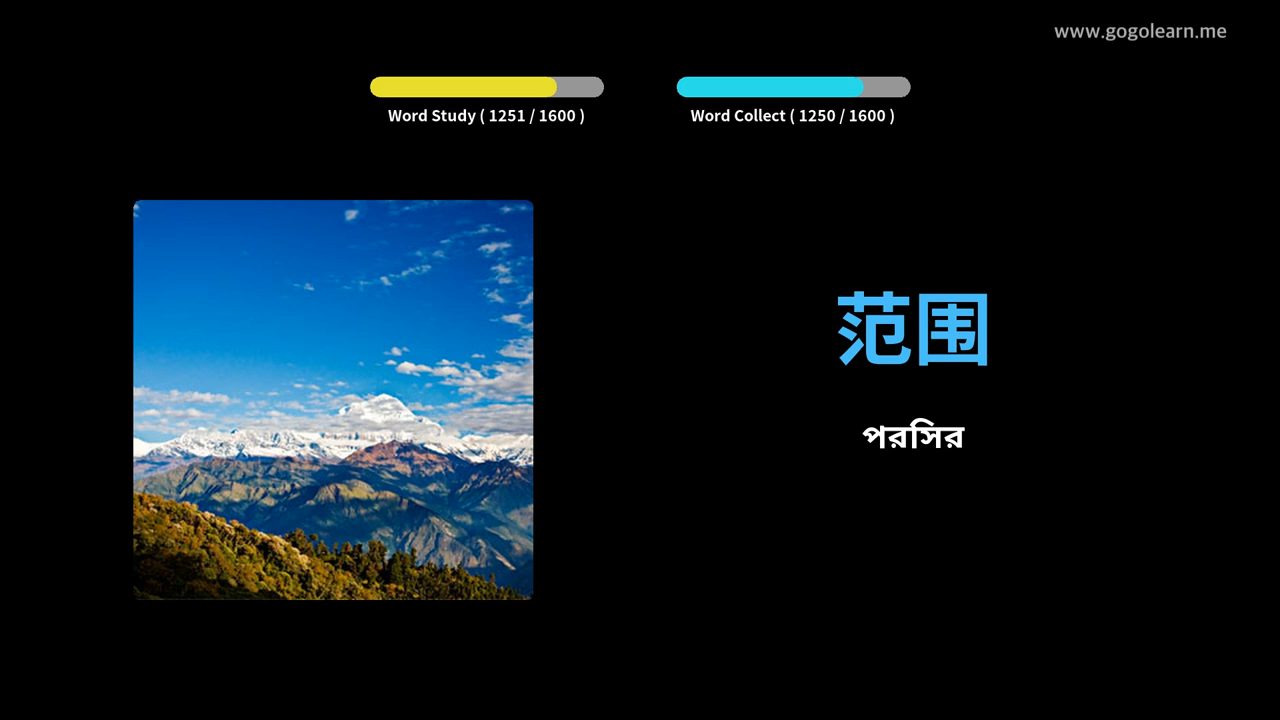 www.gogolearn.me
Word Study ( 1251 / 1600 )
Word Collect ( 1250 / 1600 )
范围
পরসির